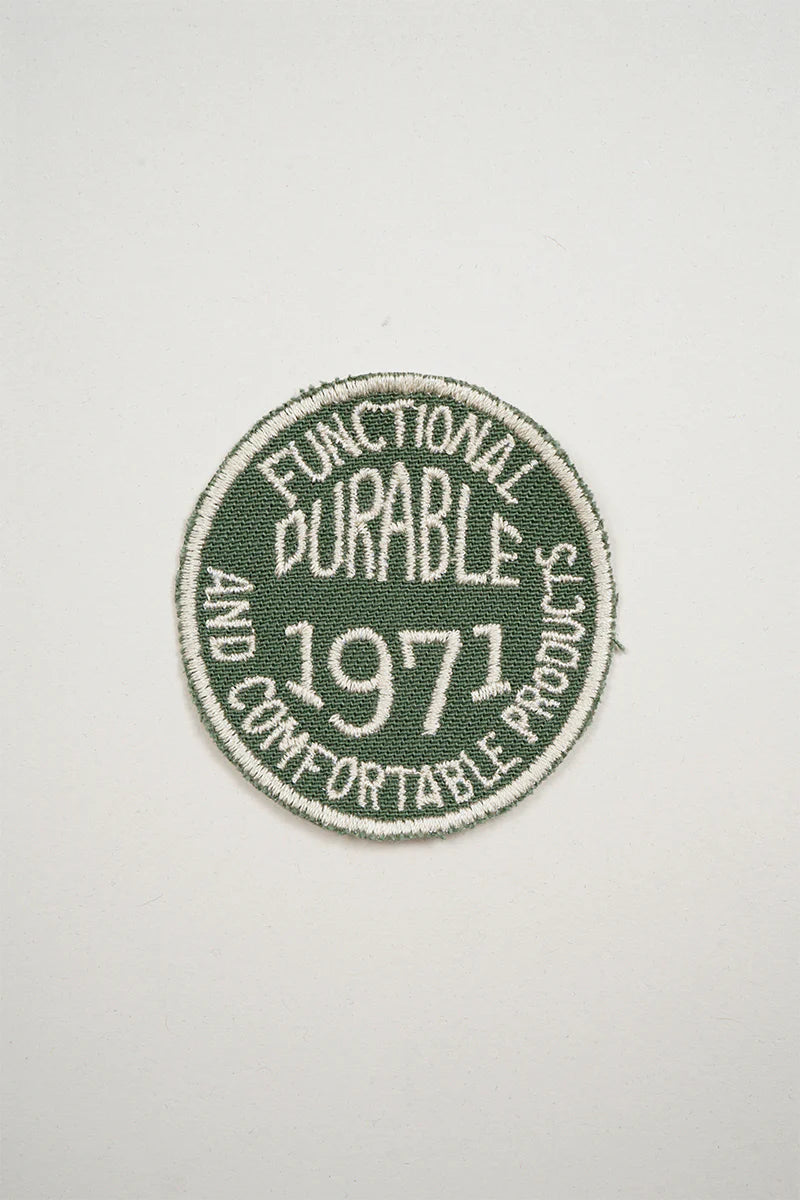 FUNCTIONAL
DURABLE
1971
AND COMFORTABLE PRODUCTS